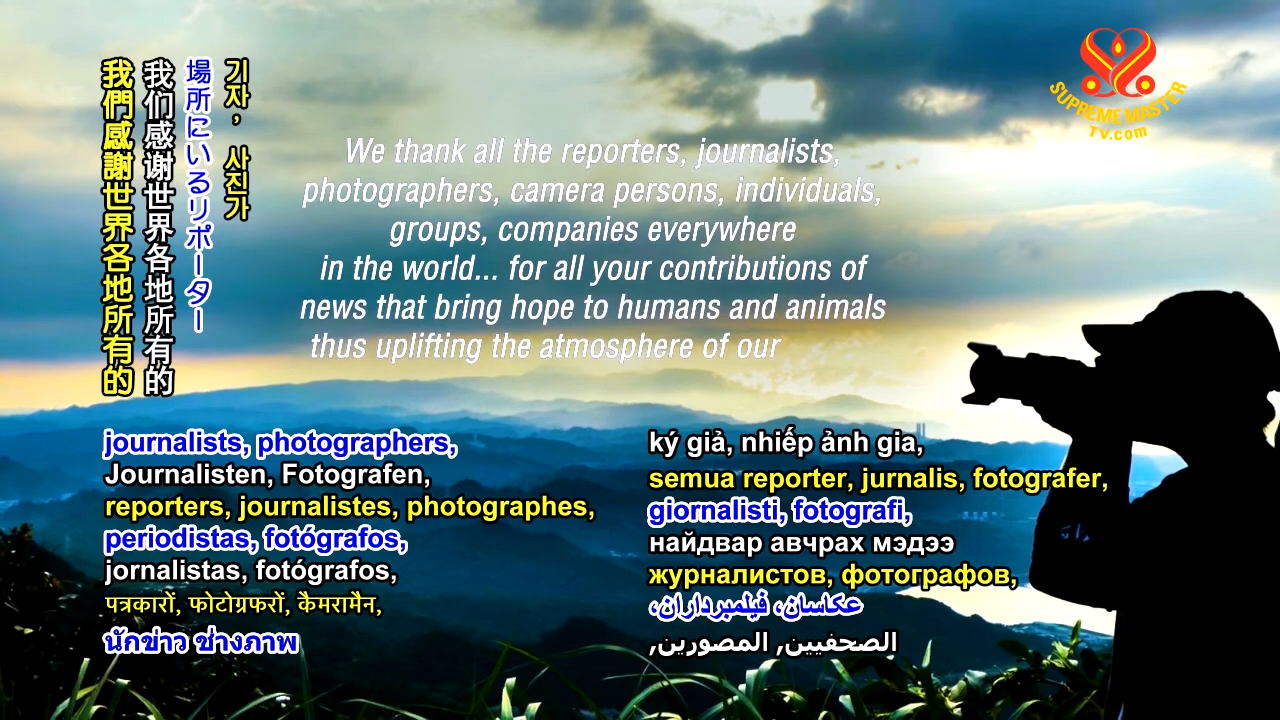 我們感謝世界各地所有的
我们感谢世界各地所有的
場所にいるリポーター
기자, 사진가
SUPREME MASTER
TV.com
We thank all the reporters, journalists,
photographers, camera persons, individuals,
groups, companies everywhere
in the world... for all your contributions of
news that bring hope to humans and animals
thus uplifting the atmosphere of our
journalists, photographers,
Journalisten, Fotografen,
reporters, journalistes, photographes,
periodistas, fotógrafos,
jornalistas, fotógrafos,
पत्रकारों, फोटोग्रफरों, कैमरामैन,
นักข่าว ช่างภาพ
ký giả, nhiếp ảnh gia,
semua reporter, jurnalis, fotografer,
giornalisti, fotografi,
найдвар авчрах мэдээ
журналистов, фотографов,
عکاسان، فیلمبرداران،
الصحفيين, المصورين,